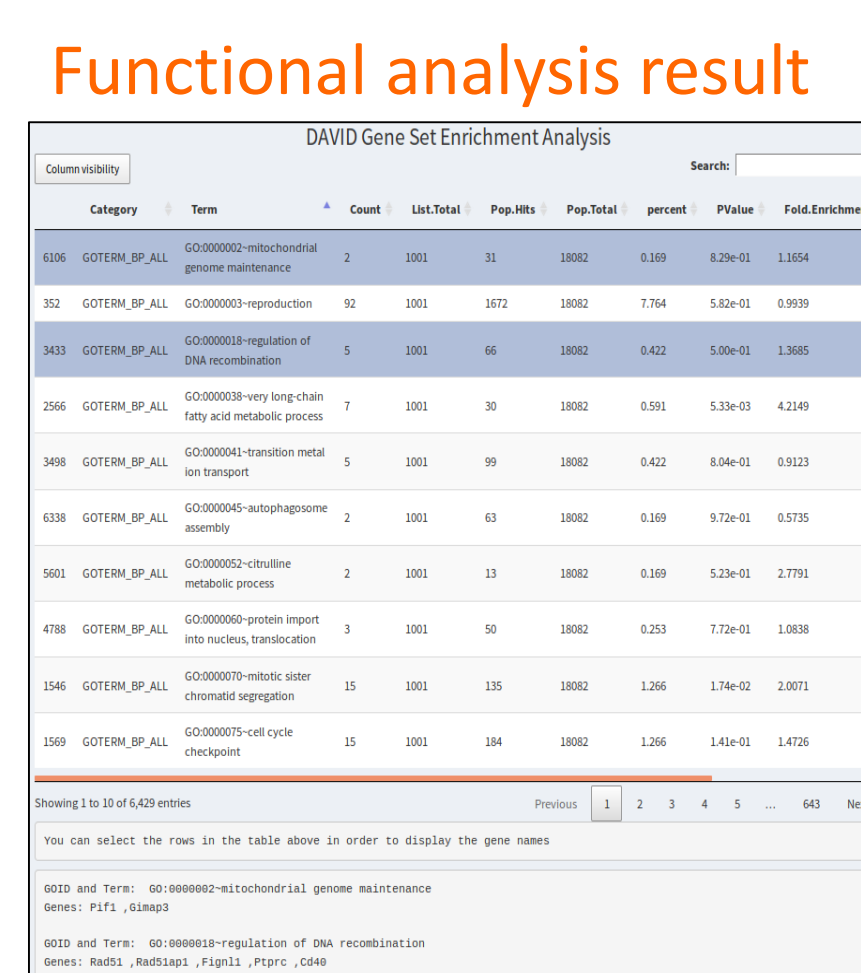 Functional analysis result
DAVID Gene Set Enrichment Analysis
Column visibility
Search:
Category Term Count List.Total Pop.Hits Pop.Total percent PValue Fold.Enrichme
6106 GOTERM_BP_ALL GO:0000002~mitochondrial genome maintenance 2 1001 31 18082 0.169 8.29e-01 1.1654
352 GOTERM_BP_ALL GO:0000003~reproduction 92 1001 1672 18082 7.764 5.82e-01 0.9939
3433 GOTERM_BP_ALL GO:0000018~regulation of DNA recombination 5 1001 66 18082 0.422 5.00e-01 1.3685
2566 GOTERM_BP_ALL GO:0000038~very long-chain fatty acid metabolic process 7 1001 30 18082 0.591 5.33e-03 4.2149
3498 GOTERM_BP_ALL GO:0000041~transition metal ion transport 5 1001 99 18082 0.422 8.04e-01 0.9123
6338 GOTERM_BP_ALL GO:0000045~autophagosome assembly 2 1001 63 18082 0.169 9.72e-01 0.5735
5601 GOTERM_BP_ALL GO:0000052~citrulline metabolic process 2 1001 13 18082 0.169 5.23e-01 2.7791
4788 GOTERM_BP_ALL GO:0000060~protein import into nucleus, translocation 3 1001 50 18082 0.253 7.72e-01 1.0838
1546 GOTERM_BP_ALL GO:0000070~mitotic sister chromatid segregation 15 1001 135 18082 1.266 1.74e-02 2.0071
1569 GOTERM_BP_ALL GO:0000075~cell cycle checkpoint 15 1001 184 18082 1.266 1.41e-01 1.4726
Showing 1 to 10 of 6,429 entries
Previous 1 2 3 4 5 ... 643 Ne
You can select the rows in the table above in order to display the gene names
GOID and Term: GO:0000002~mitochondrial genome maintenance
Genes: Pif1 ,Gimap3
GOID and Term: GO:0000018~regulation of DNA recombination
Genes: Rad51 ,Rad51ap1 ,Fignl1 ,Ptprc ,Cd40